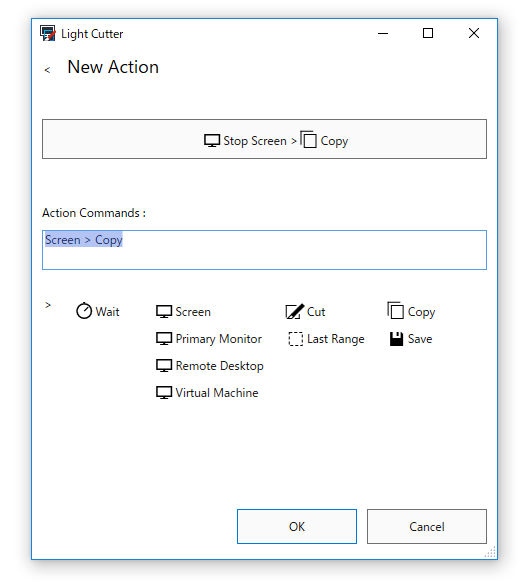 Light Cutter
< New Action
Stop Screen > Copy
Action Commands :
Screen > Copy
> Wait Screen Cut Copy
Primary Monitor Last Range Save
Remote Desktop
Virtual Machine
OK Cancel